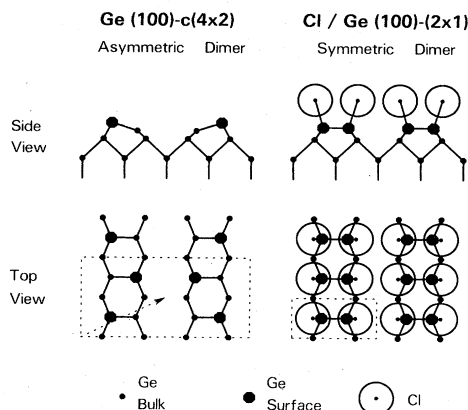 Ge (100)-c(4x2)
Cl / Ge (100)-(2x1)
Asymmetric Dimer
Symmetric Dimer
Side
View
Top
View
Ge
Bulk
Ge
Surface
Cl